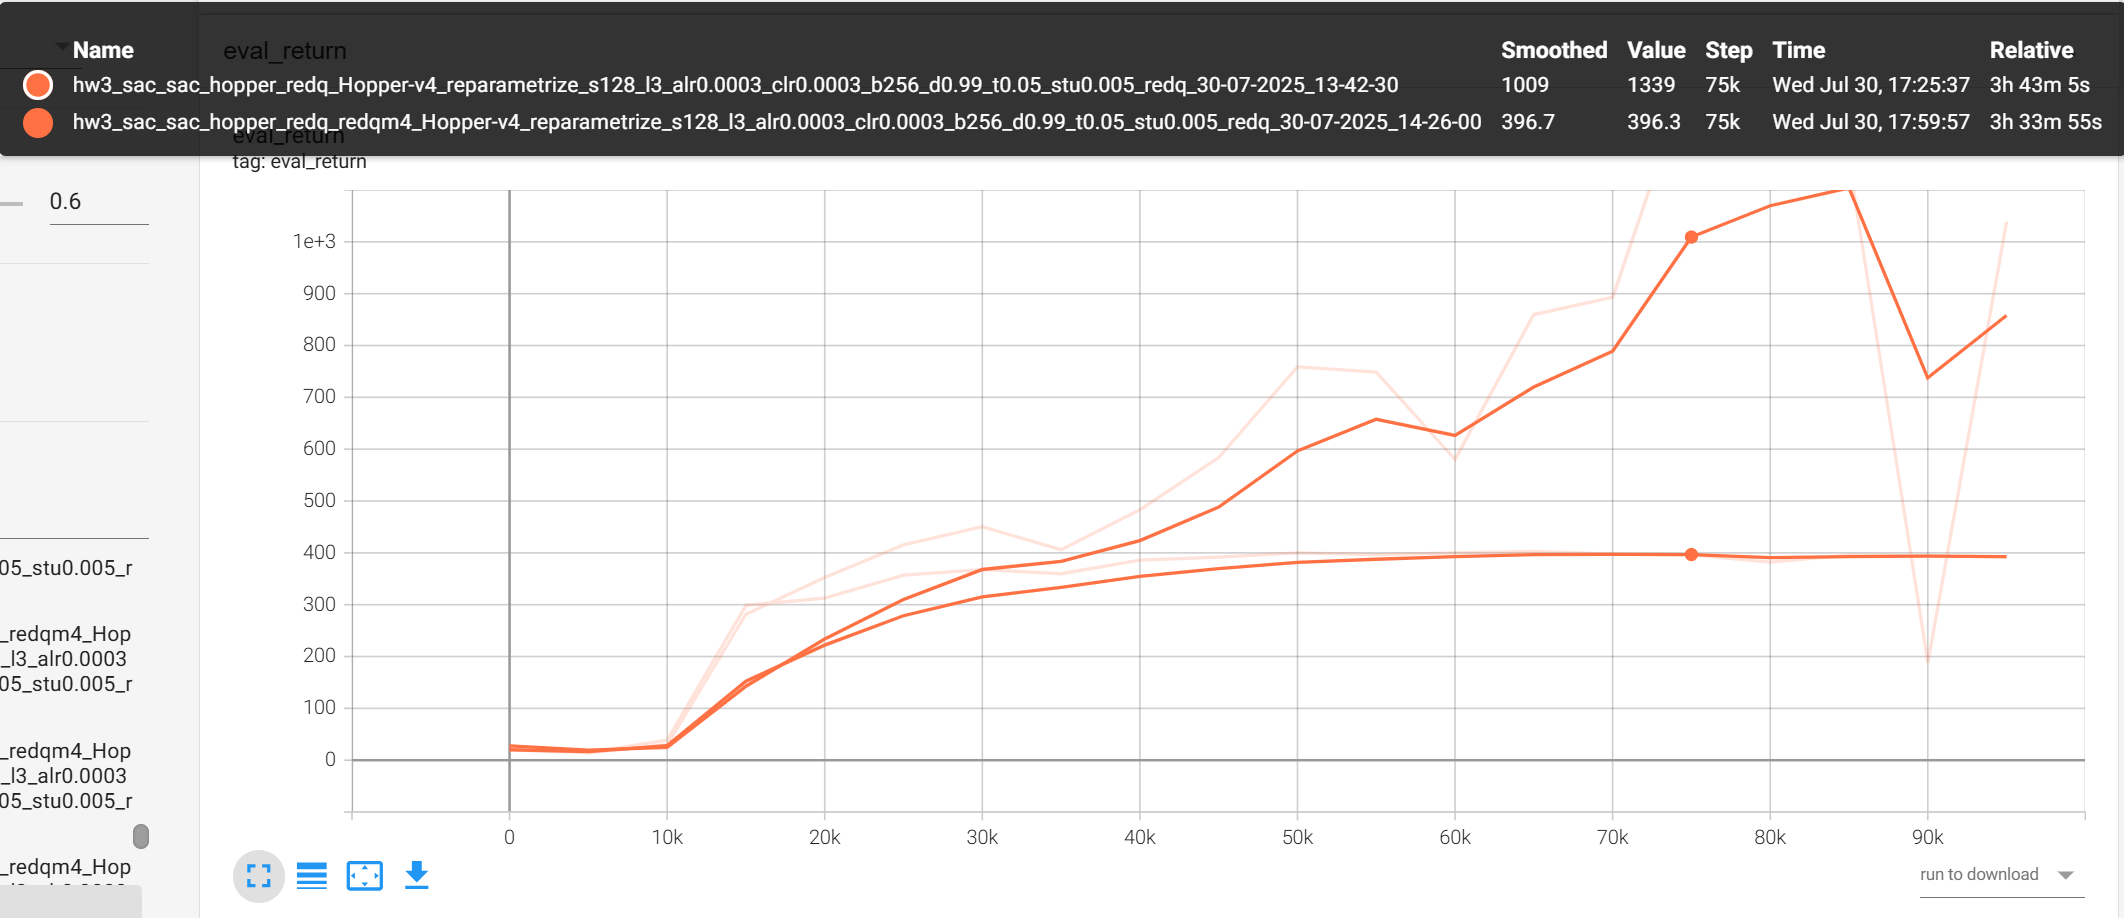 Name eval_return Smoothed Value Step Time Relative
hw3_sac_sac_hopper_redq_Hopper-v4_reparametrize_s128_l3_alr0.0003_clr0.0003_b256_d0.99_t0.05_stu0.005_redq_30-07-2025_13-42-30 1009 1339 75k Wed Jul 30, 17:25:37 3h 43m 5s
hw3_sac_sac_hopper_redq_redqm4_Hopper-v4_reparametrize_s128_l3_alr0.0003_clr0.0003_b256_d0.99_t0.05_stu0.005_redq_30-07-2025_14-26-00 396.7 396.3 75k Wed Jul 30, 17:59:57 3h 33m 55s
eval_return
tag: eval_return
0.6
1e+3
900
800
700
600
500
400
300
200
100
0
0 10k 20k 30k 40k 50k 60k 70k 80k 90k
05_stu0.005_r
_redqm4_Hop
_l3_alr0.0003
05_stu0.005_r
_redqm4_Hop
_l3_alr0.0003
05_stu0.005_r
_redqm4_Hop
run to download